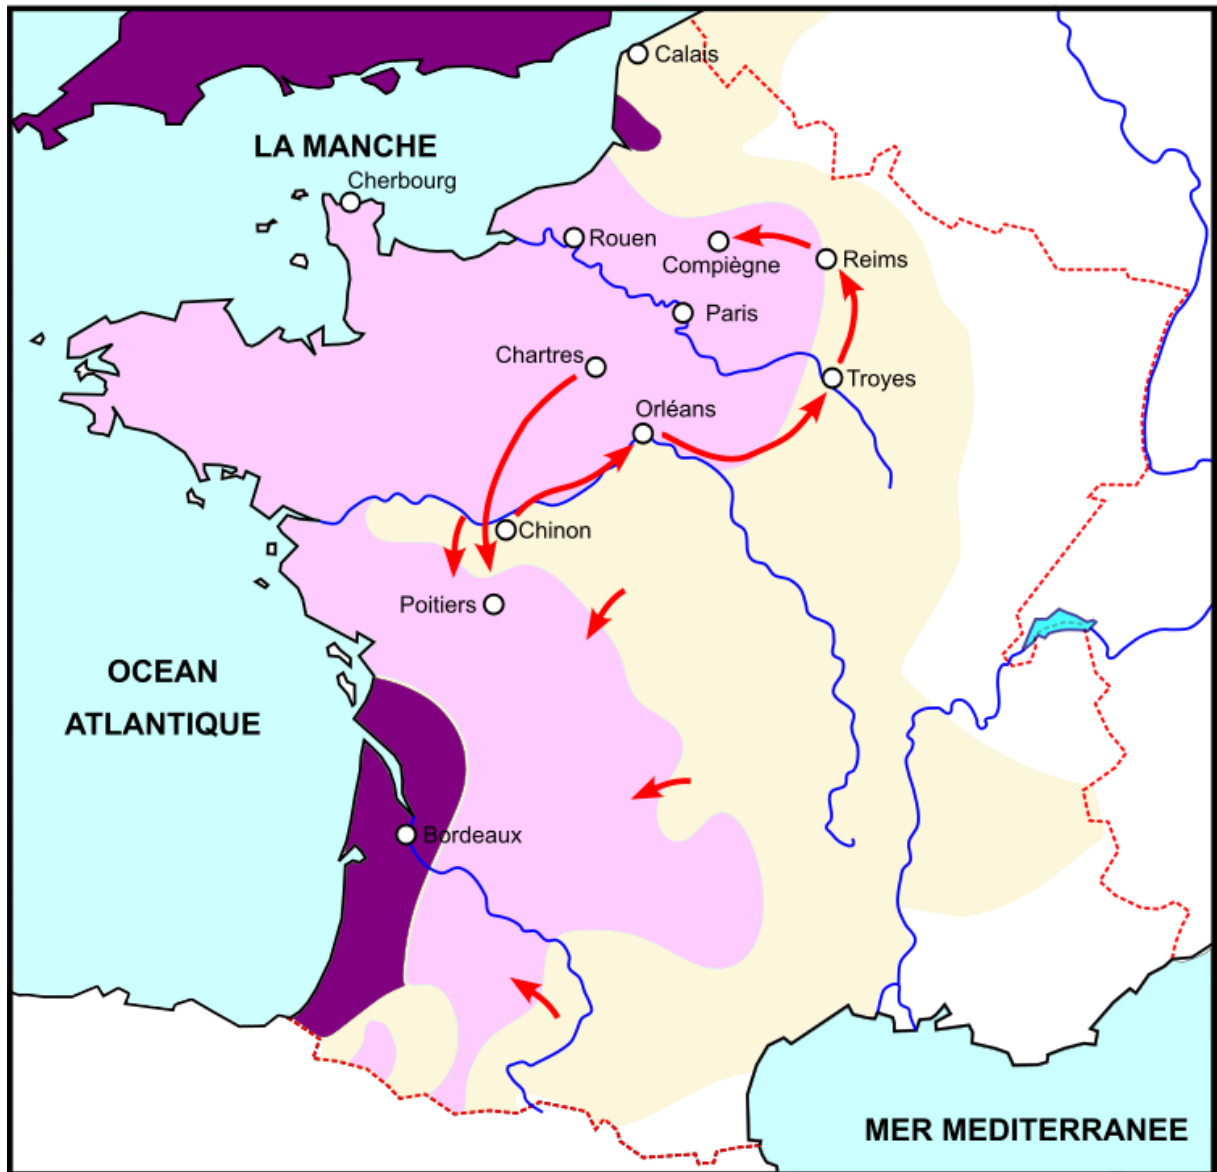 Calais
LA MANCHE
Cherbourg
Rouen
Compiègne
Reims
Paris
Chartres
Troyes
Orléans
Chinon
Poitiers
OCEAN
ATLANTIQUE
Bordeaux
MER MEDITERRANEE